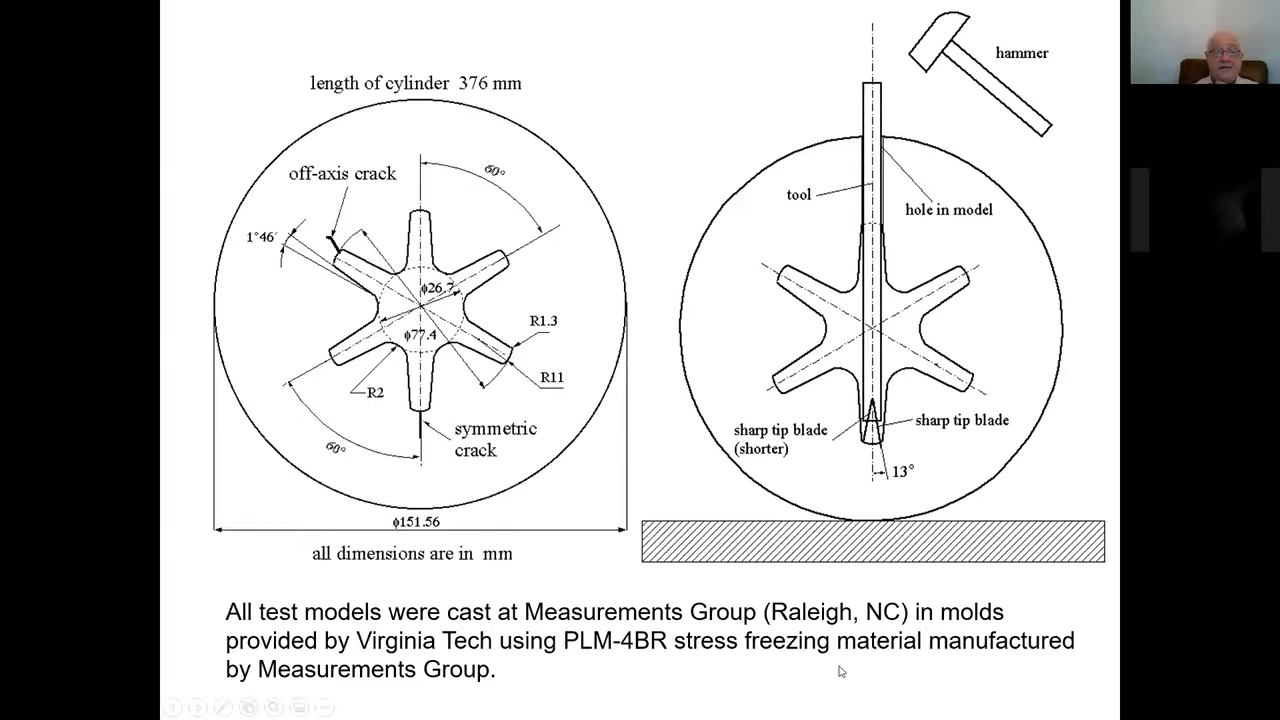 length of cylinder 376 mm
off-axis crack
60°
1°46′
ϕ26.7
ϕ77.4
R1.3
R11
R2
60°
symmetric
crack
ϕ151.56
all dimensions are in mm
hammer
tool
hole in model
sharp tip blade
(shorter)
sharp tip blade
13°
All test models were cast at Measurements Group (Raleigh, NC) in molds
provided by Virginia Tech using PLM-4BR stress freezing material manufactured
by Measurements Group.